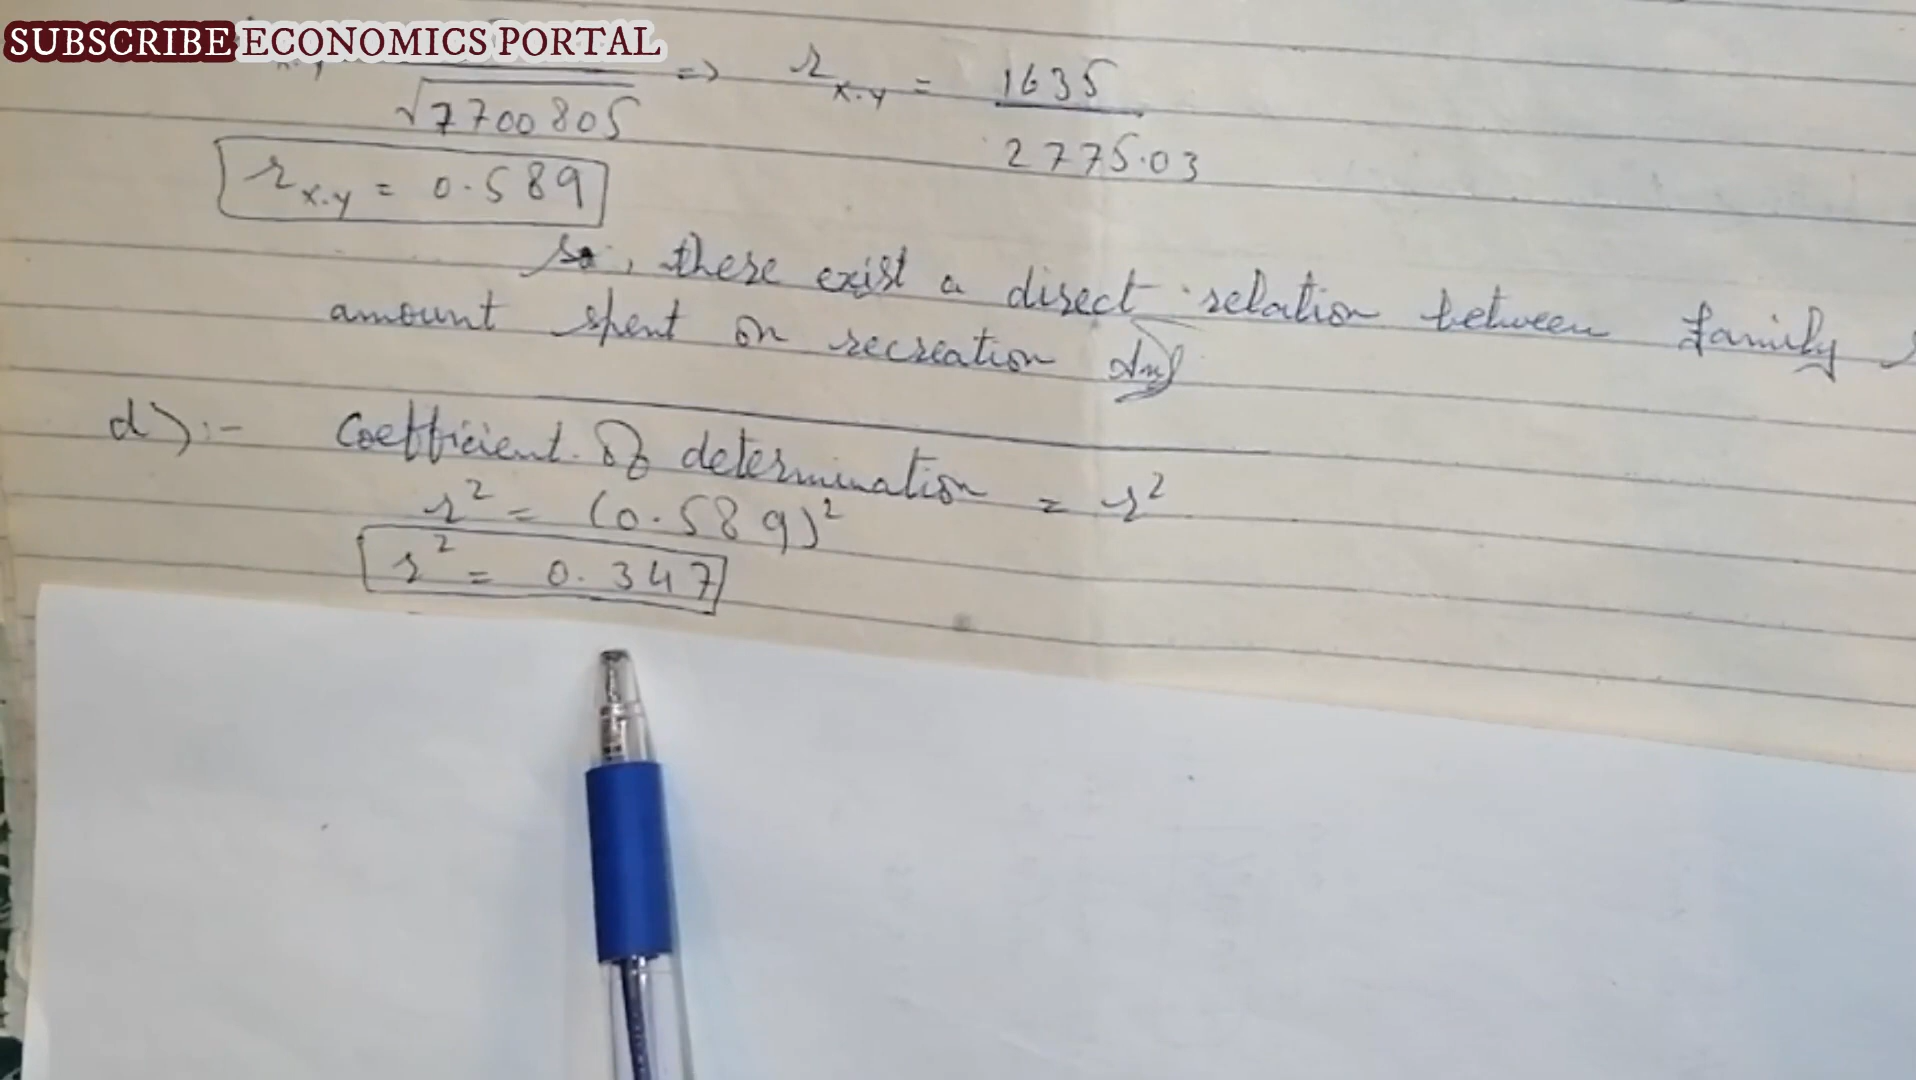 SUBSCRIBE ECONOMICS PORTAL
√7700805 => r x.y = 1635 / 2775.03
r x.y = 0.589
so, there exist a direct relation between family
amount spent on recreation Ans
d):- Coefficient of determination = r²
r² = (0.589)²
r² = 0.347